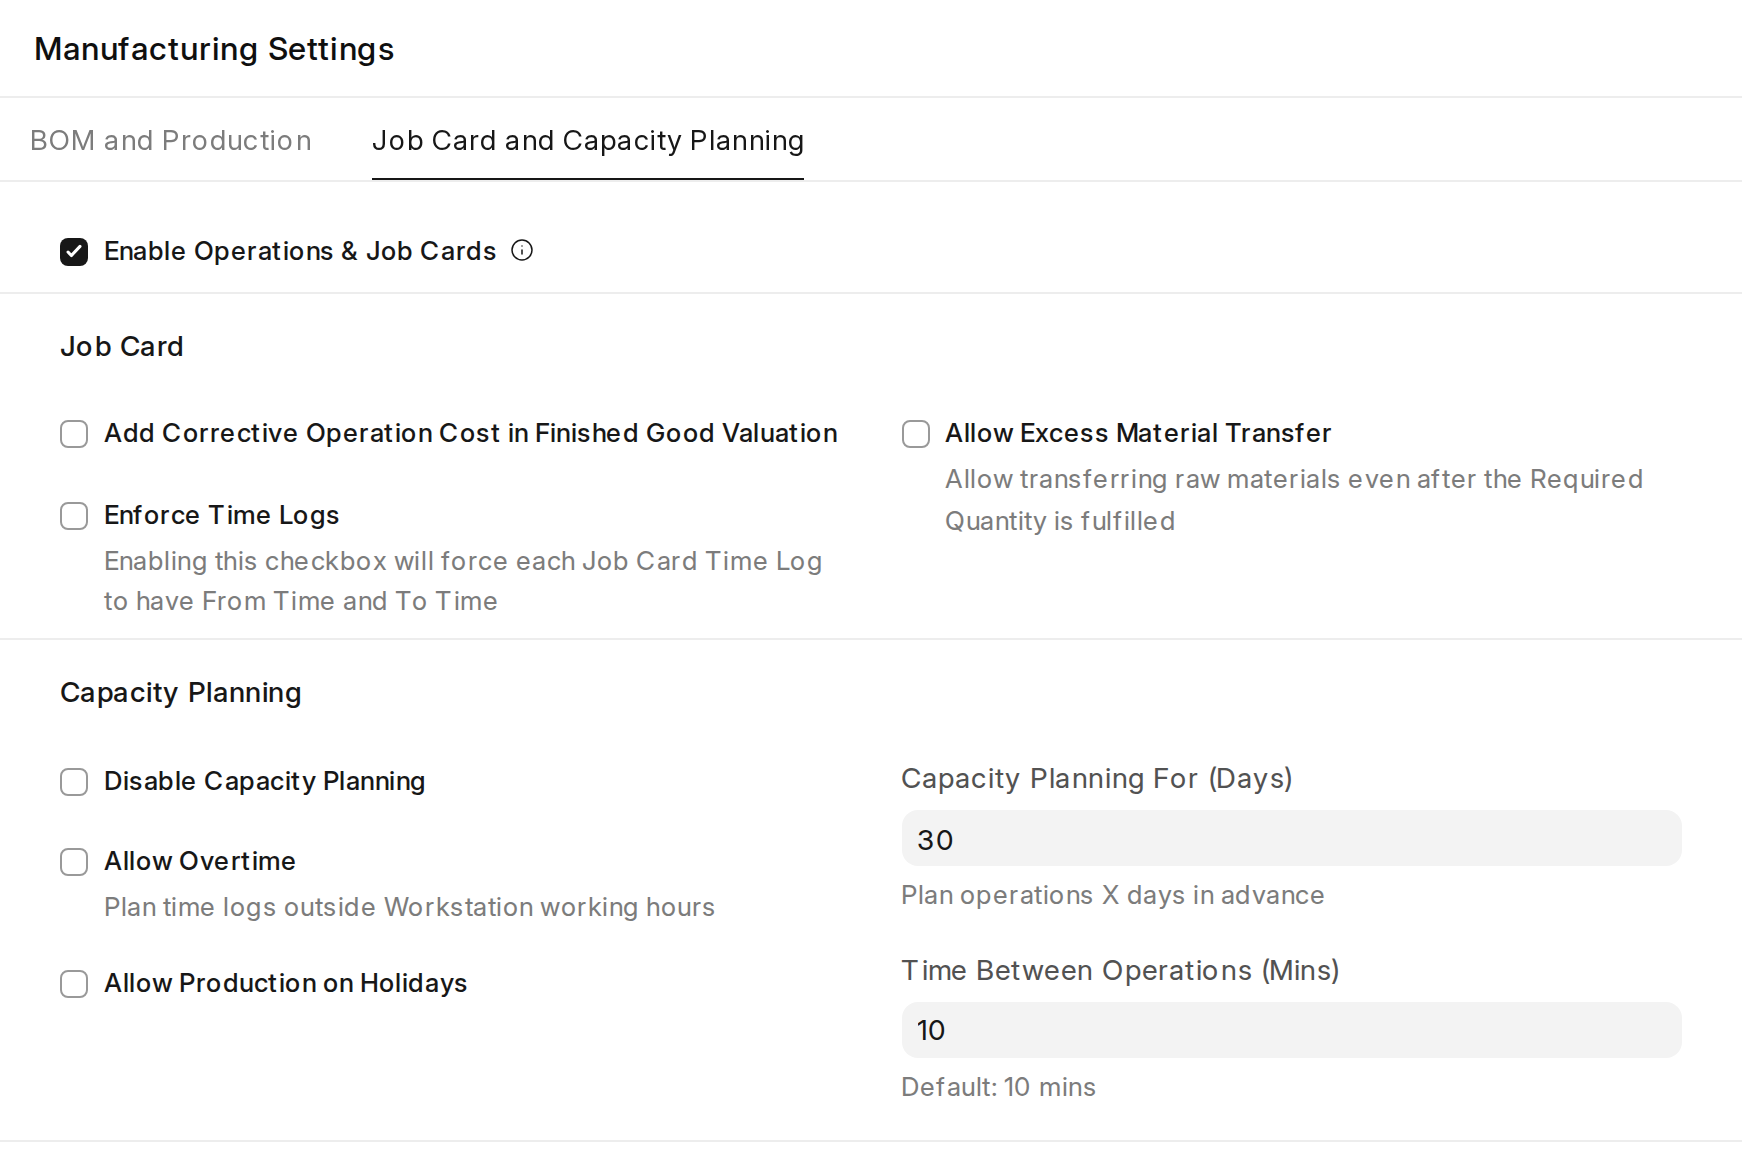 Manufacturing Settings
BOM and Production
Job Card and Capacity Planning
Enable Operations & Job Cards
Job Card
Add Corrective Operation Cost in Finished Good Valuation
Enforce Time Logs
Enabling this checkbox will force each Job Card Time Log
to have From Time and To Time
Allow Excess Material Transfer
Allow transferring raw materials even after the Required
Quantity is fulfilled
Capacity Planning
Disable Capacity Planning
Allow Overtime
Plan time logs outside Workstation working hours
Allow Production on Holidays
Capacity Planning For (Days)
30
Plan operations X days in advance
Time Between Operations (Mins)
10
Default: 10 mins